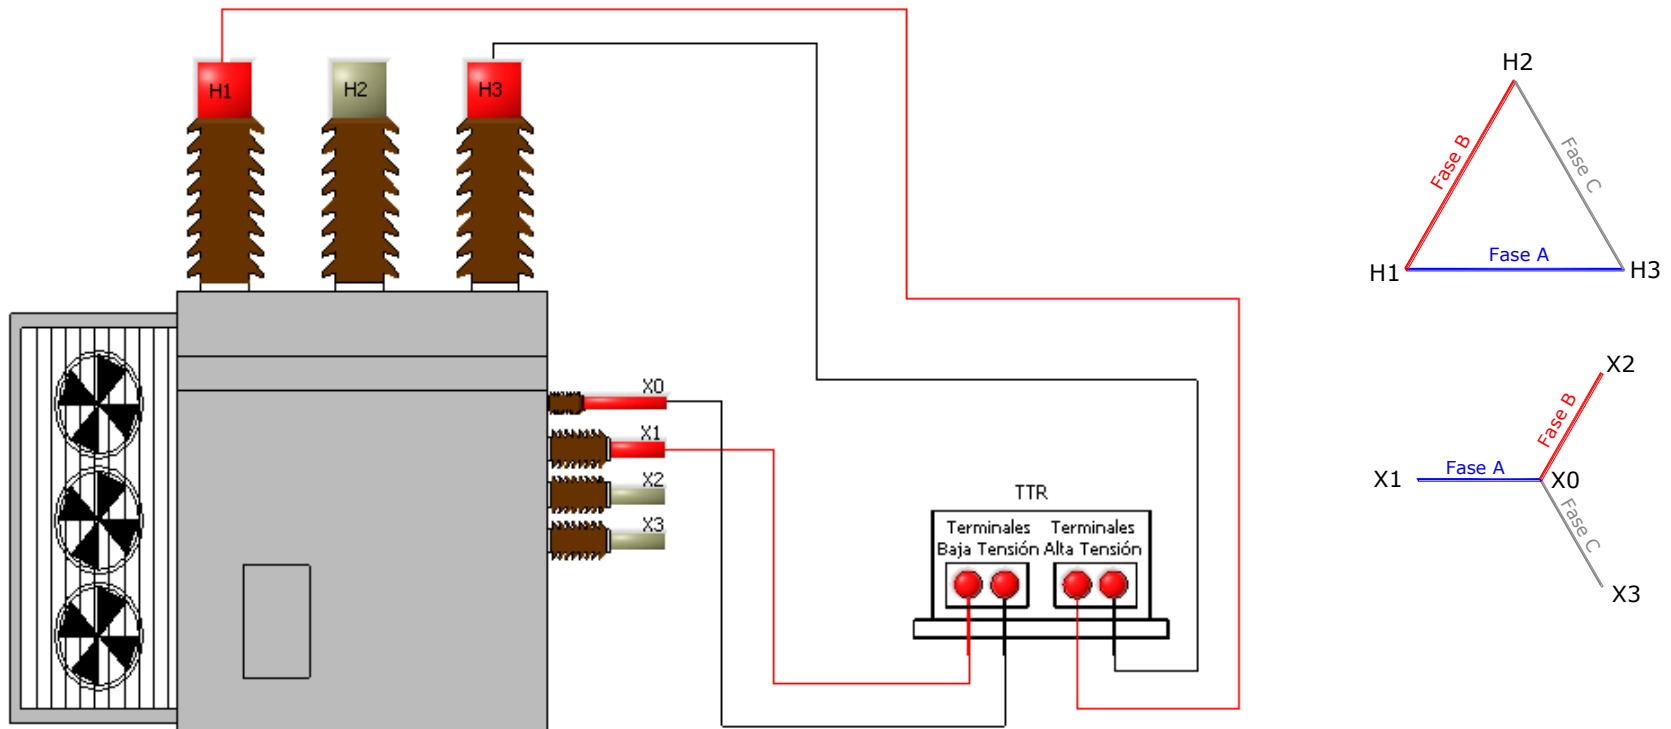 H1
H2
H3
X0
X1
X2
X3
TTR
Terminales Terminales
Baja Tensión Alta Tensión
H2
Fase B
Fase C
Fase A
H1
H3
X2
Fase B
Fase A
X1
X0
Fase C
X3